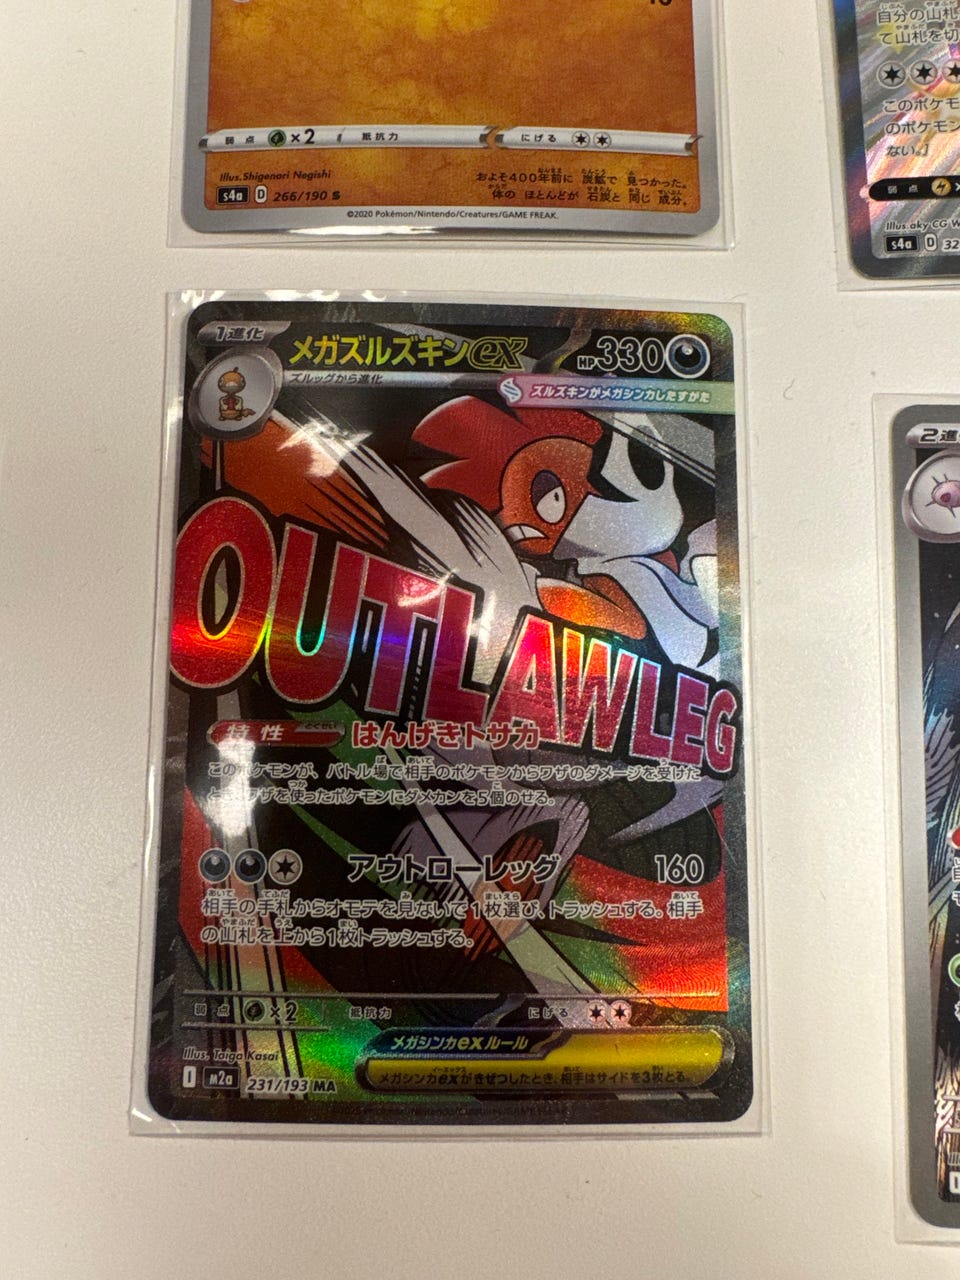 10
弱点 ×2 抵抗力 にげる
Illus.Shigenori Negishi
s4a D 266/190 S
およそ400年前に 炭鉱で 見つかった。
体の ほとんどが 石炭と 同じ 成分。
©2020 Pokémon/Nintendo/Creatures/GAME FREAK.
自分の山札
て山札を切
このポケモ
のポケモン
ない。]
弱点 ×
Illus.aky CG W
s4a D 32
1進化
メガズルズキンex HP330
ズルッグから進化
ズルズキンがメガシンカしたすがた
OUTLAW LEG
特性 はんげきトサカ
このポケモンが、バトル場で相手のポケモンからワザのダメージを受けた
とき、ワザを使ったポケモンにダメカンを5個のせる。
アウトローレッグ 160
相手の手札からオモテを見ないで1枚選び、トラッシュする。相手
の山札を上から1枚トラッシュする。
弱点 ×2 抵抗力 にげる
メガシンカexルール
メガシンカexがきぜつしたとき、相手はサイドを3枚とる。
Illus. Taiga Kasai
I M2a 231/193 MA
©2025 Pokémon/Nintendo/Creatures/GAME FREAK.
2進